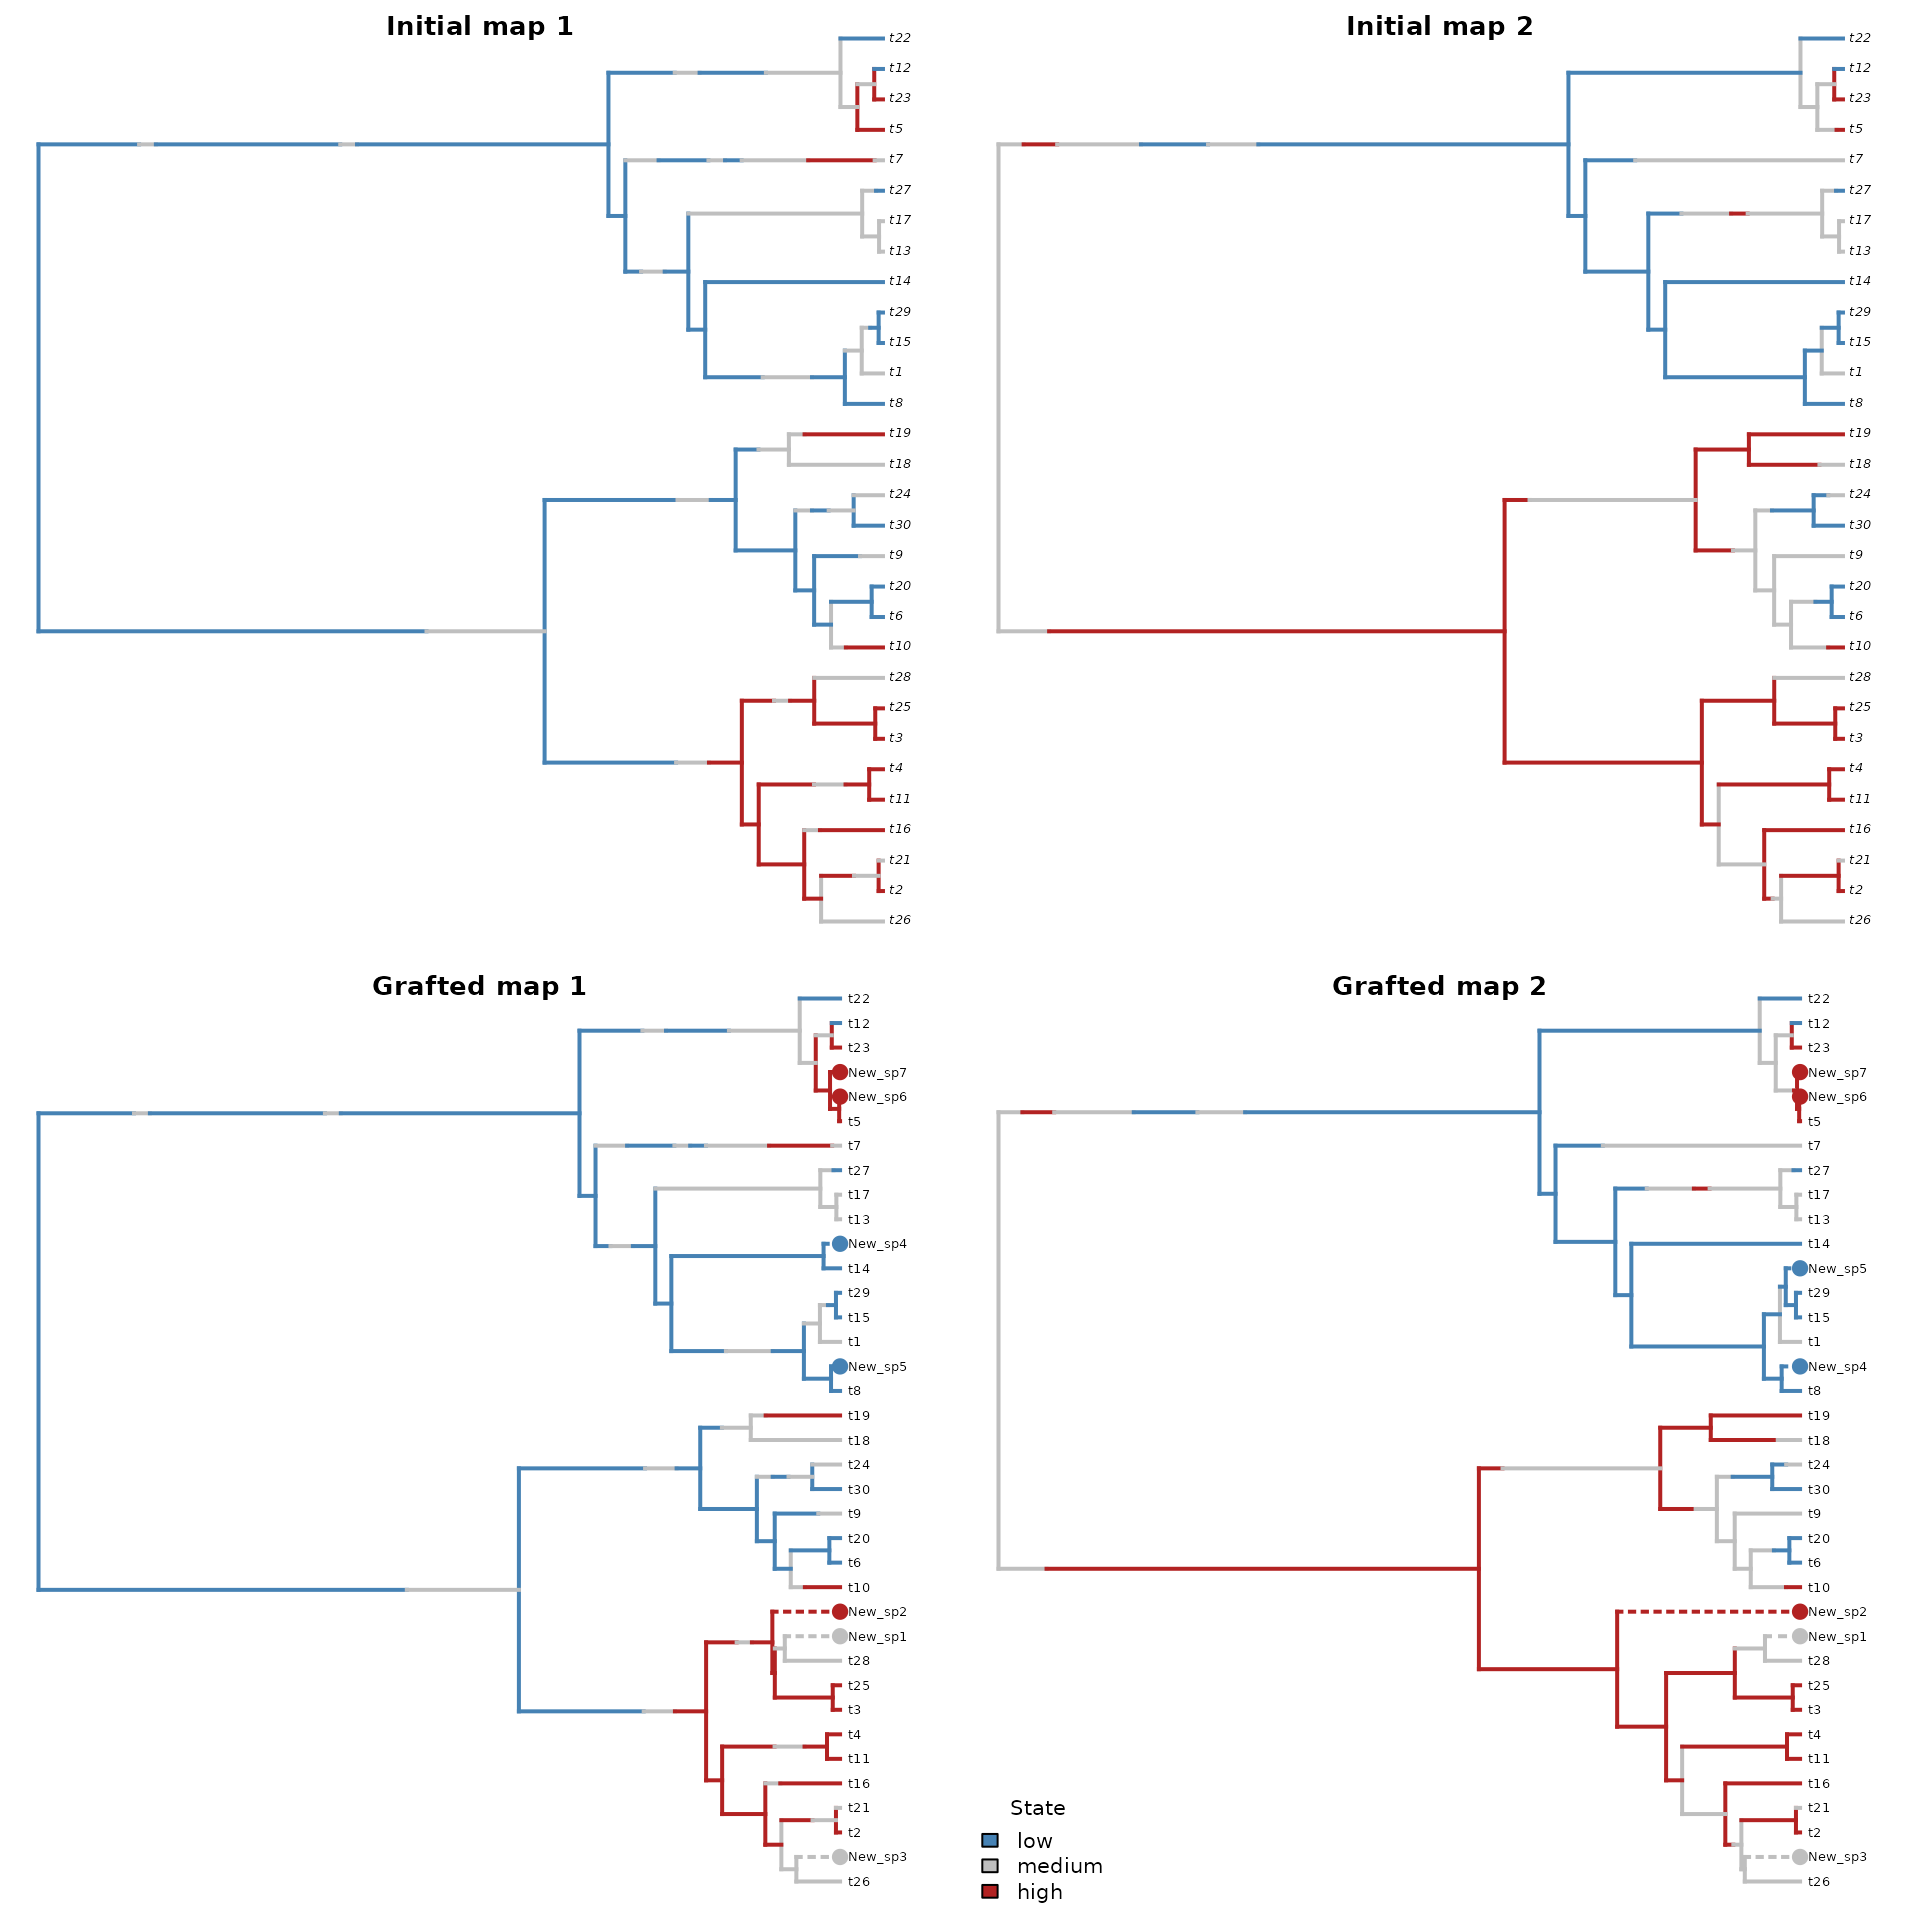 Initial map 1
t22
t12
t23
t5
t7
t27
t17
t13
t14
t29
t15
t1
t8
t19
t18
t24
t30
t9
t20
t6
t10
t28
t25
t3
t4
t11
t16
t21
t2
t26
Initial map 2
t22
t12
t23
t5
t7
t27
t17
t13
t14
t29
t15
t1
t8
t19
t18
t24
t30
t9
t20
t6
t10
t28
t25
t3
t4
t11
t16
t21
t2
t26
Grafted map 1
t22
t12
t23
New_sp7
New_sp6
t5
t7
t27
t17
t13
New_sp4
t14
t29
t15
t1
New_sp5
t8
t19
t18
t24
t30
t9
t20
t6
t10
New_sp2
New_sp1
t28
t25
t3
t4
t11
t16
t21
t2
New_sp3
t26
Grafted map 2
t22
t12
t23
New_sp7
New_sp6
t5
t7
t27
t17
t13
t14
New_sp5
t29
t15
t1
New_sp4
t8
t19
t18
t24
t30
t9
t20
t6
t10
New_sp2
New_sp1
t28
t25
t3
t4
t11
t16
t21
t2
New_sp3
t26
State
low
medium
high